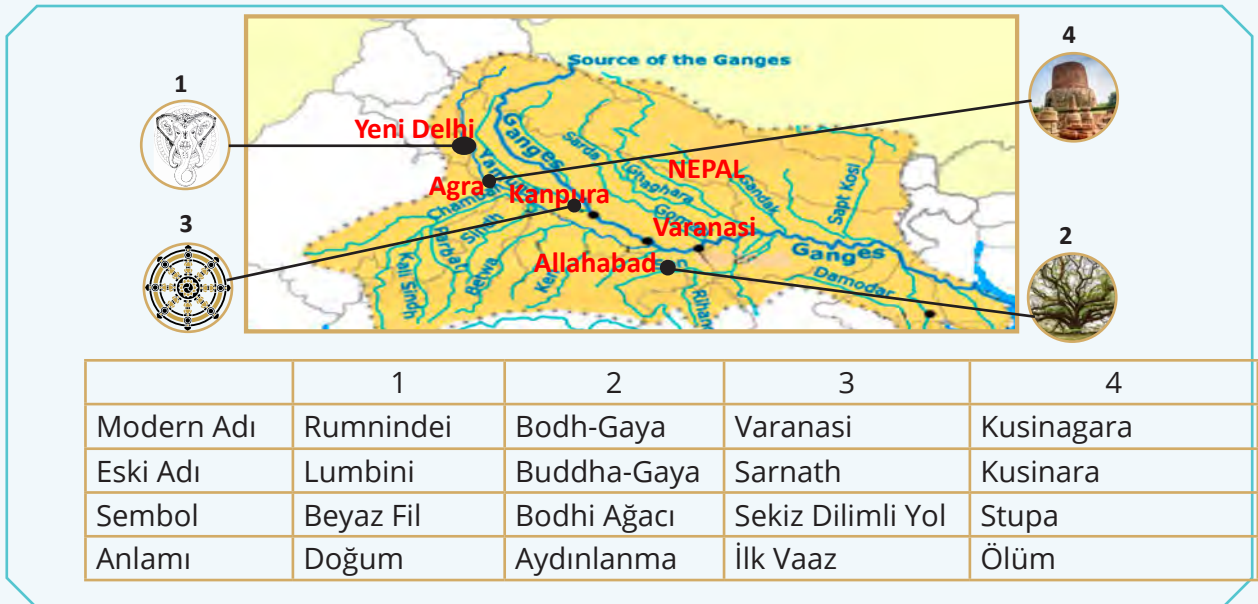 4
1
3
2
Source of the Ganges
Yeni Delhi
Ganges
Sarda
Ghaghara
NEPAL
Gandak
Sapt Kosi
Agra
Kanpura
Varanasi
Allahabad
Ganges
Damodar
Sindh
Parbati
Kali Sindh
Betwa
1 2 3 4
Modern Adı Rumnindei Bodh-Gaya Varanasi Kusinagara
Eski Adı Lumbini Buddha-Gaya Sarnath Kusinara
Sembol Beyaz Fil Bodhi Ağacı Sekiz Dilimli Yol Stupa
Anlamı Doğum Aydınlanma İlk Vaaz Ölüm